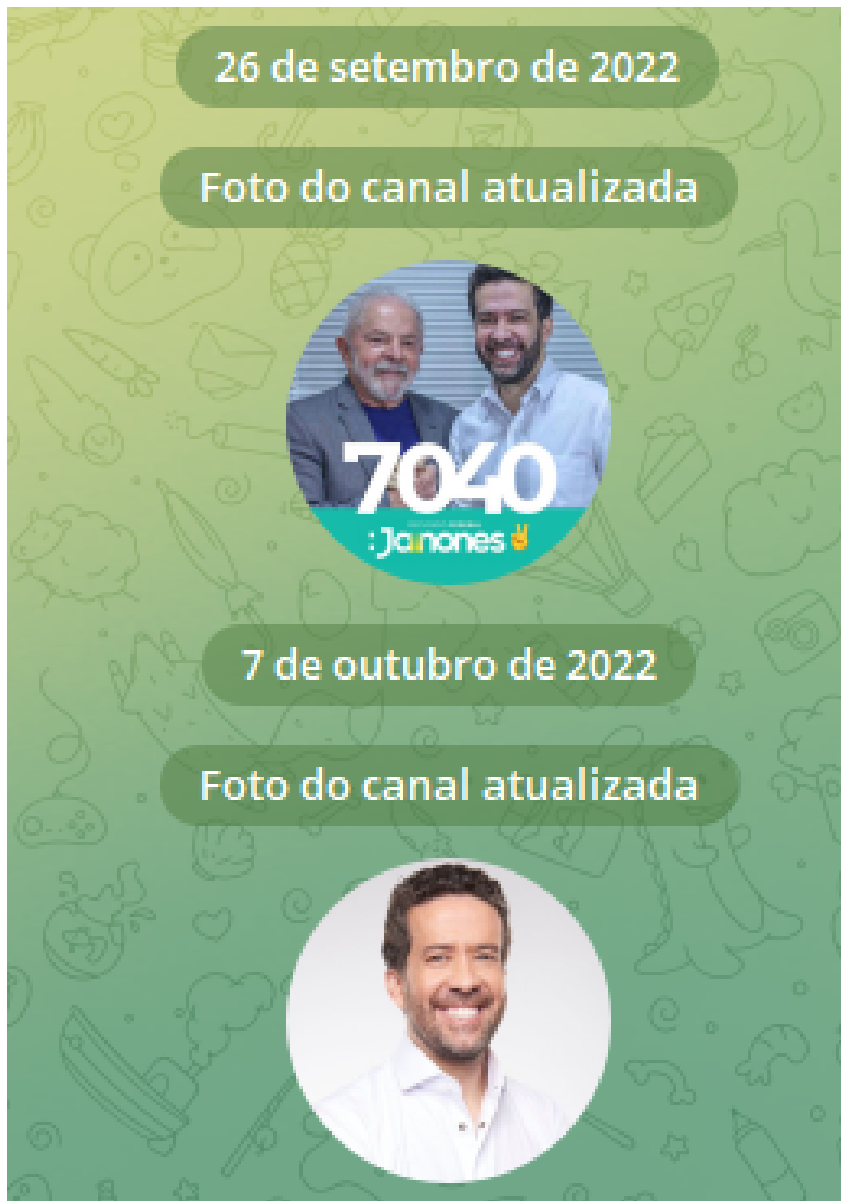 26 de setembro de 2022
Foto do canal atualizada
7040
:Janones
7 de outubro de 2022
Foto do canal atualizada